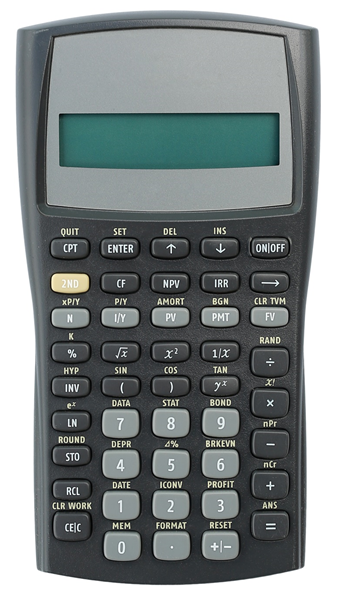 QUIT SET DEL INS
CPT ENTER ↑ ↓ ON|OFF
2ND CF NPV IRR →
xP/Y P/Y AMORT BGN CLR TVM
N I/Y PV PMT FV
K RAND
% √x x² 1/x ÷
HYP SIN COS TAN x!
INV ( ) yˣ ×
eˣ DATA STAT BOND nPr
LN 7 8 9 −
ROUND DEPR Δ% BRKEVN nCr
STO 4 5 6 +
DATE ICONV PROFIT ANS
RCL 1 2 3 =
CLR WORK MEM FORMAT RESET
CE|C 0 . +|−